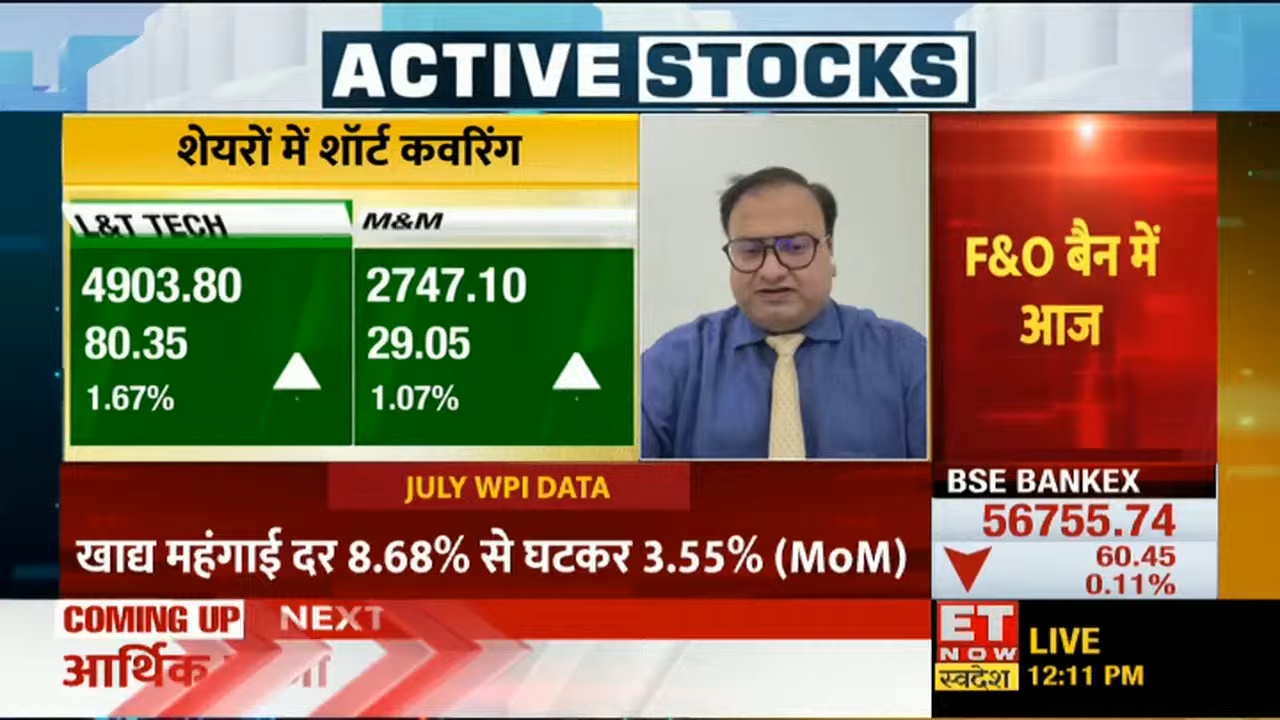 ACTIVE STOCKS
शेयरों में शॉर्ट कवरिंग
L&T TECH
4903.80
80.35
1.67%
M&M
2747.10
29.05
1.07%
F&O बैन में
आज
JULY WPI DATA
खाद्य महंगाई दर 8.68% से घटकर 3.55% (MoM)
BSE BANKEX
56755.74
60.45
0.11%
COMING UP
NEXT
आर्थिक
ET
NOW
स्वदेश
LIVE
12:11 PM